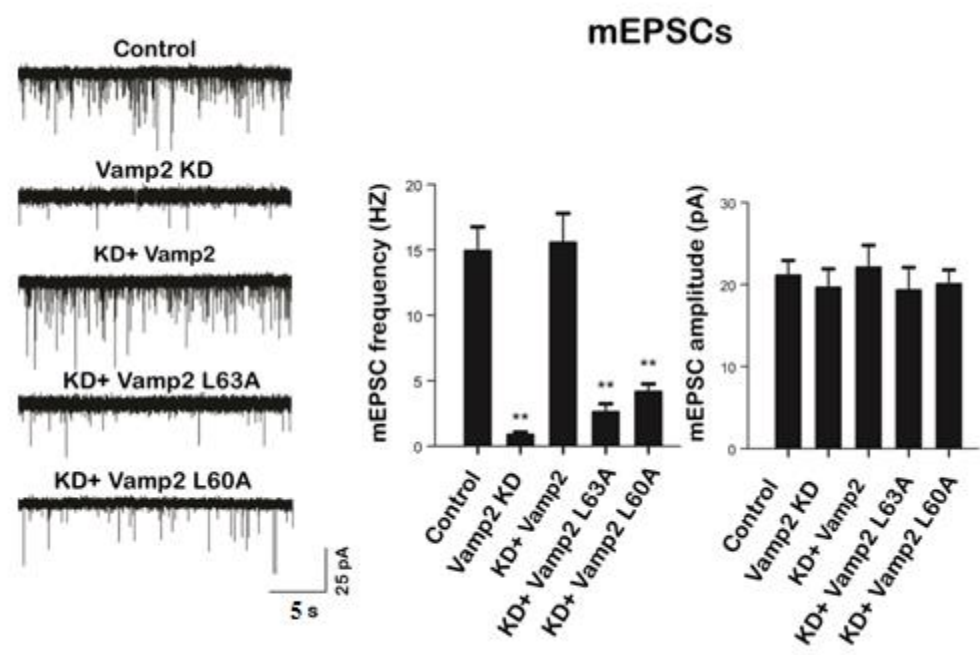 mEPSCs
Control
Vamp2 KD
KD+ Vamp2
KD+ Vamp2 L63A
KD+ Vamp2 L60A
25 pA
5 s
mEPSC frequency (HZ)
20
15
10
5
0
**
**
**
Control
Vamp2 KD
KD+ Vamp2
KD+ Vamp2 L63A
KD+ Vamp2 L60A
mEPSC amplitude (pA)
30
20
10
0
Control
Vamp2 KD
KD+ Vamp2
KD+ Vamp2 L63A
KD+ Vamp2 L60A